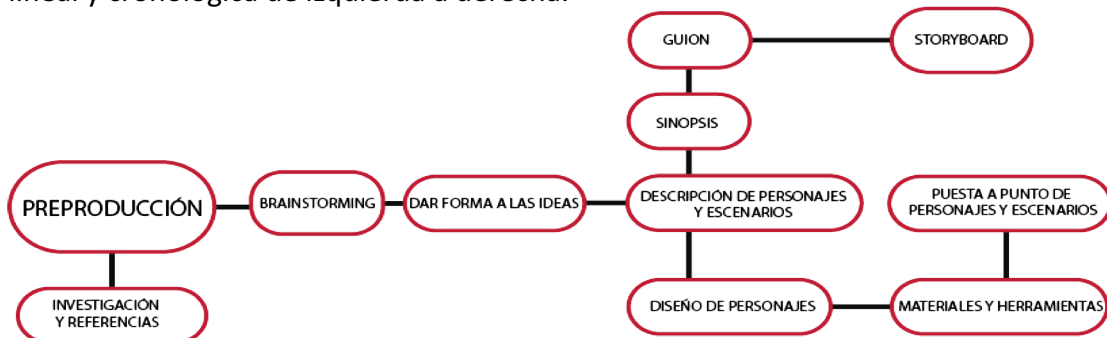 lineal y cronológica de izquierda a derecha.
GUION
STORYBOARD
SINOPSIS
PREPRODUCCIÓN
BRAINSTORMING
DAR FORMA A LAS IDEAS
DESCRIPCIÓN DE PERSONAJES
Y ESCENARIOS
PUESTA A PUNTO DE
PERSONAJES Y ESCENARIOS
INVESTIGACIÓN
Y REFERENCIAS
DISEÑO DE PERSONAJES
MATERIALES Y HERRAMIENTAS